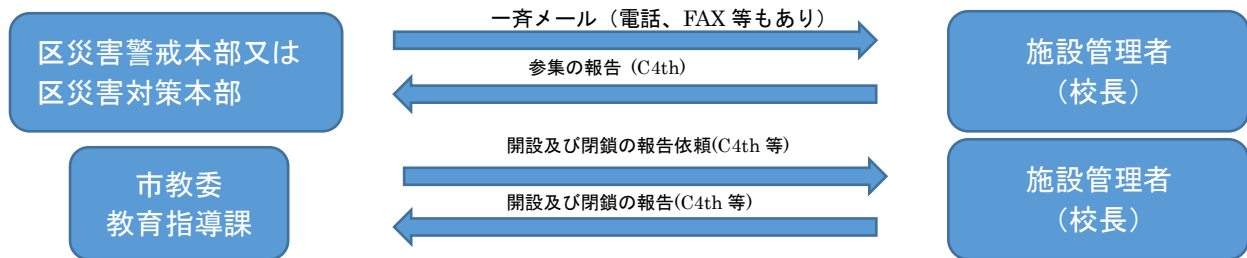 一斉メール（電話、FAX 等もあり）
区災害警戒本部又は
区災害対策本部
参集の報告 (C4th)
施設管理者
（校長）
開設及び閉鎖の報告依頼(C4th 等)
市教委
教育指導課
開設及び閉鎖の報告(C4th 等)
施設管理者
（校長）